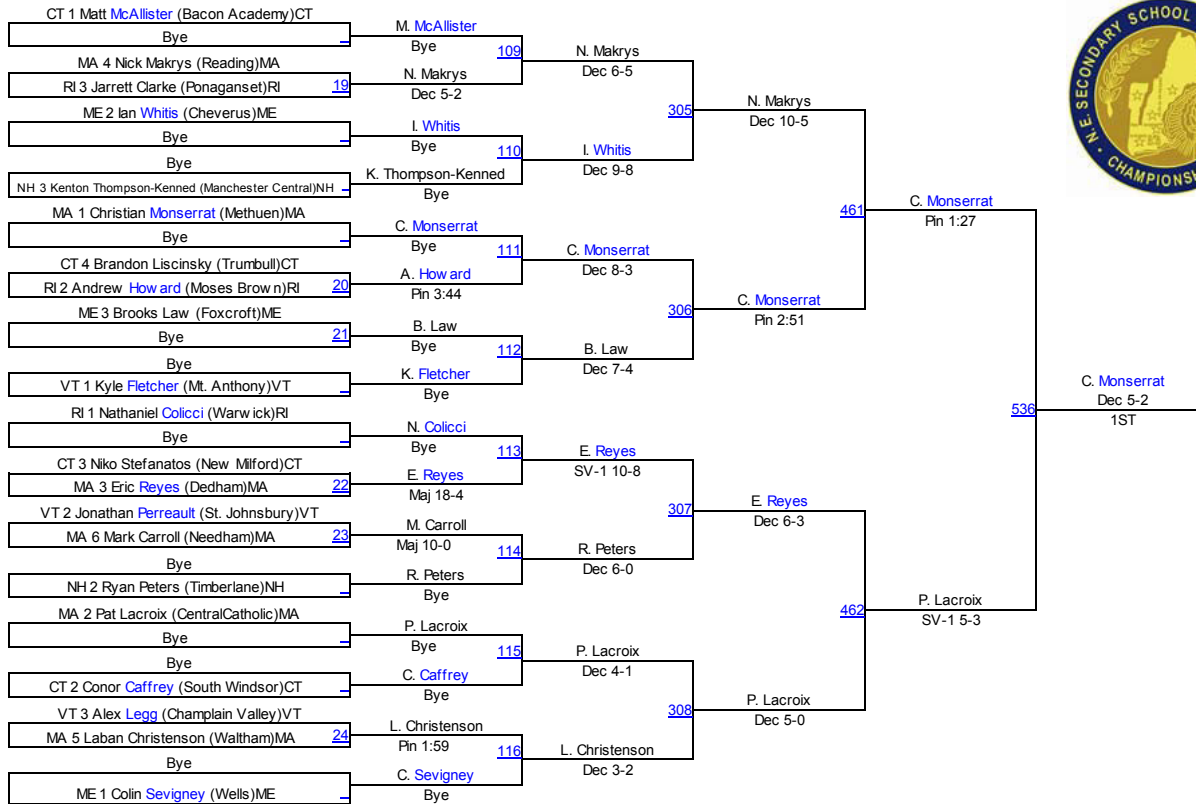 CT 1 Matt McAllister (Bacon Academy)CT
Bye
MA 4 Nick Makrys (Reading)MA
RI 3 Jarrett Clarke (Ponaganset)RI 19
ME 2 Ian Whitis (Cheverus)ME
Bye
Bye
NH 3 Kenton Thompson-Kenned (Manchester Central)NH
MA 1 Christian Monserrat (Methuen)MA
Bye
CT 4 Brandon Liscinsky (Trumbull)CT
RI 2 Andrew Howard (Moses Brown)RI 20
ME 3 Brooks Law (Foxcroft)ME
Bye 21
Bye
VT 1 Kyle Fletcher (Mt. Anthony)VT
RI 1 Nathaniel Colicci (Warwick)RI
Bye
CT 3 Niko Stefanatos (New Milford)CT
MA 3 Eric Reyes (Dedham)MA 22
VT 2 Jonathan Perreault (St. Johnsbury)VT
MA 6 Mark Carroll (Needham)MA 23
Bye
NH 2 Ryan Peters (Timberlane)NH
MA 2 Pat Lacroix (CentralCatholic)MA
Bye
Bye
CT 2 Conor Caffrey (South Windsor)CT
VT 3 Alex Legg (Champlain Valley)VT
MA 5 Laban Christenson (Waltham)MA 24
Bye
ME 1 Colin Sevigney (Wells)ME
M. McAllister
Bye
109
N. Makrys
Dec 5-2
I. Whitis
Bye
110
K. Thompson-Kenned
Bye
C. Monserrat
Bye
111
A. Howard
Pin 3:44
B. Law
Bye
112
K. Fletcher
Bye
N. Colicci
Bye
113
E. Reyes
Maj 18-4
M. Carroll
Maj 10-0
114
R. Peters
Bye
P. Lacroix
Bye
115
C. Caffrey
Bye
L. Christenson
Pin 1:59
116
C. Sevigney
Bye
N. Makrys
Dec 6-5
305
I. Whitis
Dec 9-8
C. Monserrat
Dec 8-3
306
B. Law
Dec 7-4
E. Reyes
SV-1 10-8
307
R. Peters
Dec 6-0
P. Lacroix
Dec 4-1
308
L. Christenson
Dec 3-2
N. Makrys
Dec 10-5
461
C. Monserrat
Pin 2:51
E. Reyes
Dec 6-3
462
P. Lacroix
Dec 5-0
C. Monserrat
Pin 1:27
536
P. Lacroix
SV-1 5-3
C. Monserrat
Dec 5-2
1ST
N.E. SECONDARY SCHOOL